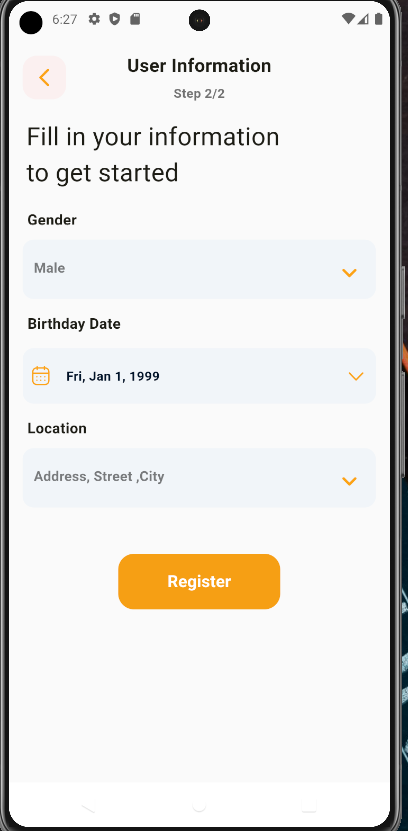 6:27
User Information
Step 2/2
Fill in your information
to get started
Gender
Male
Birthday Date
Fri, Jan 1, 1999
Location
Address, Street ,City
Register